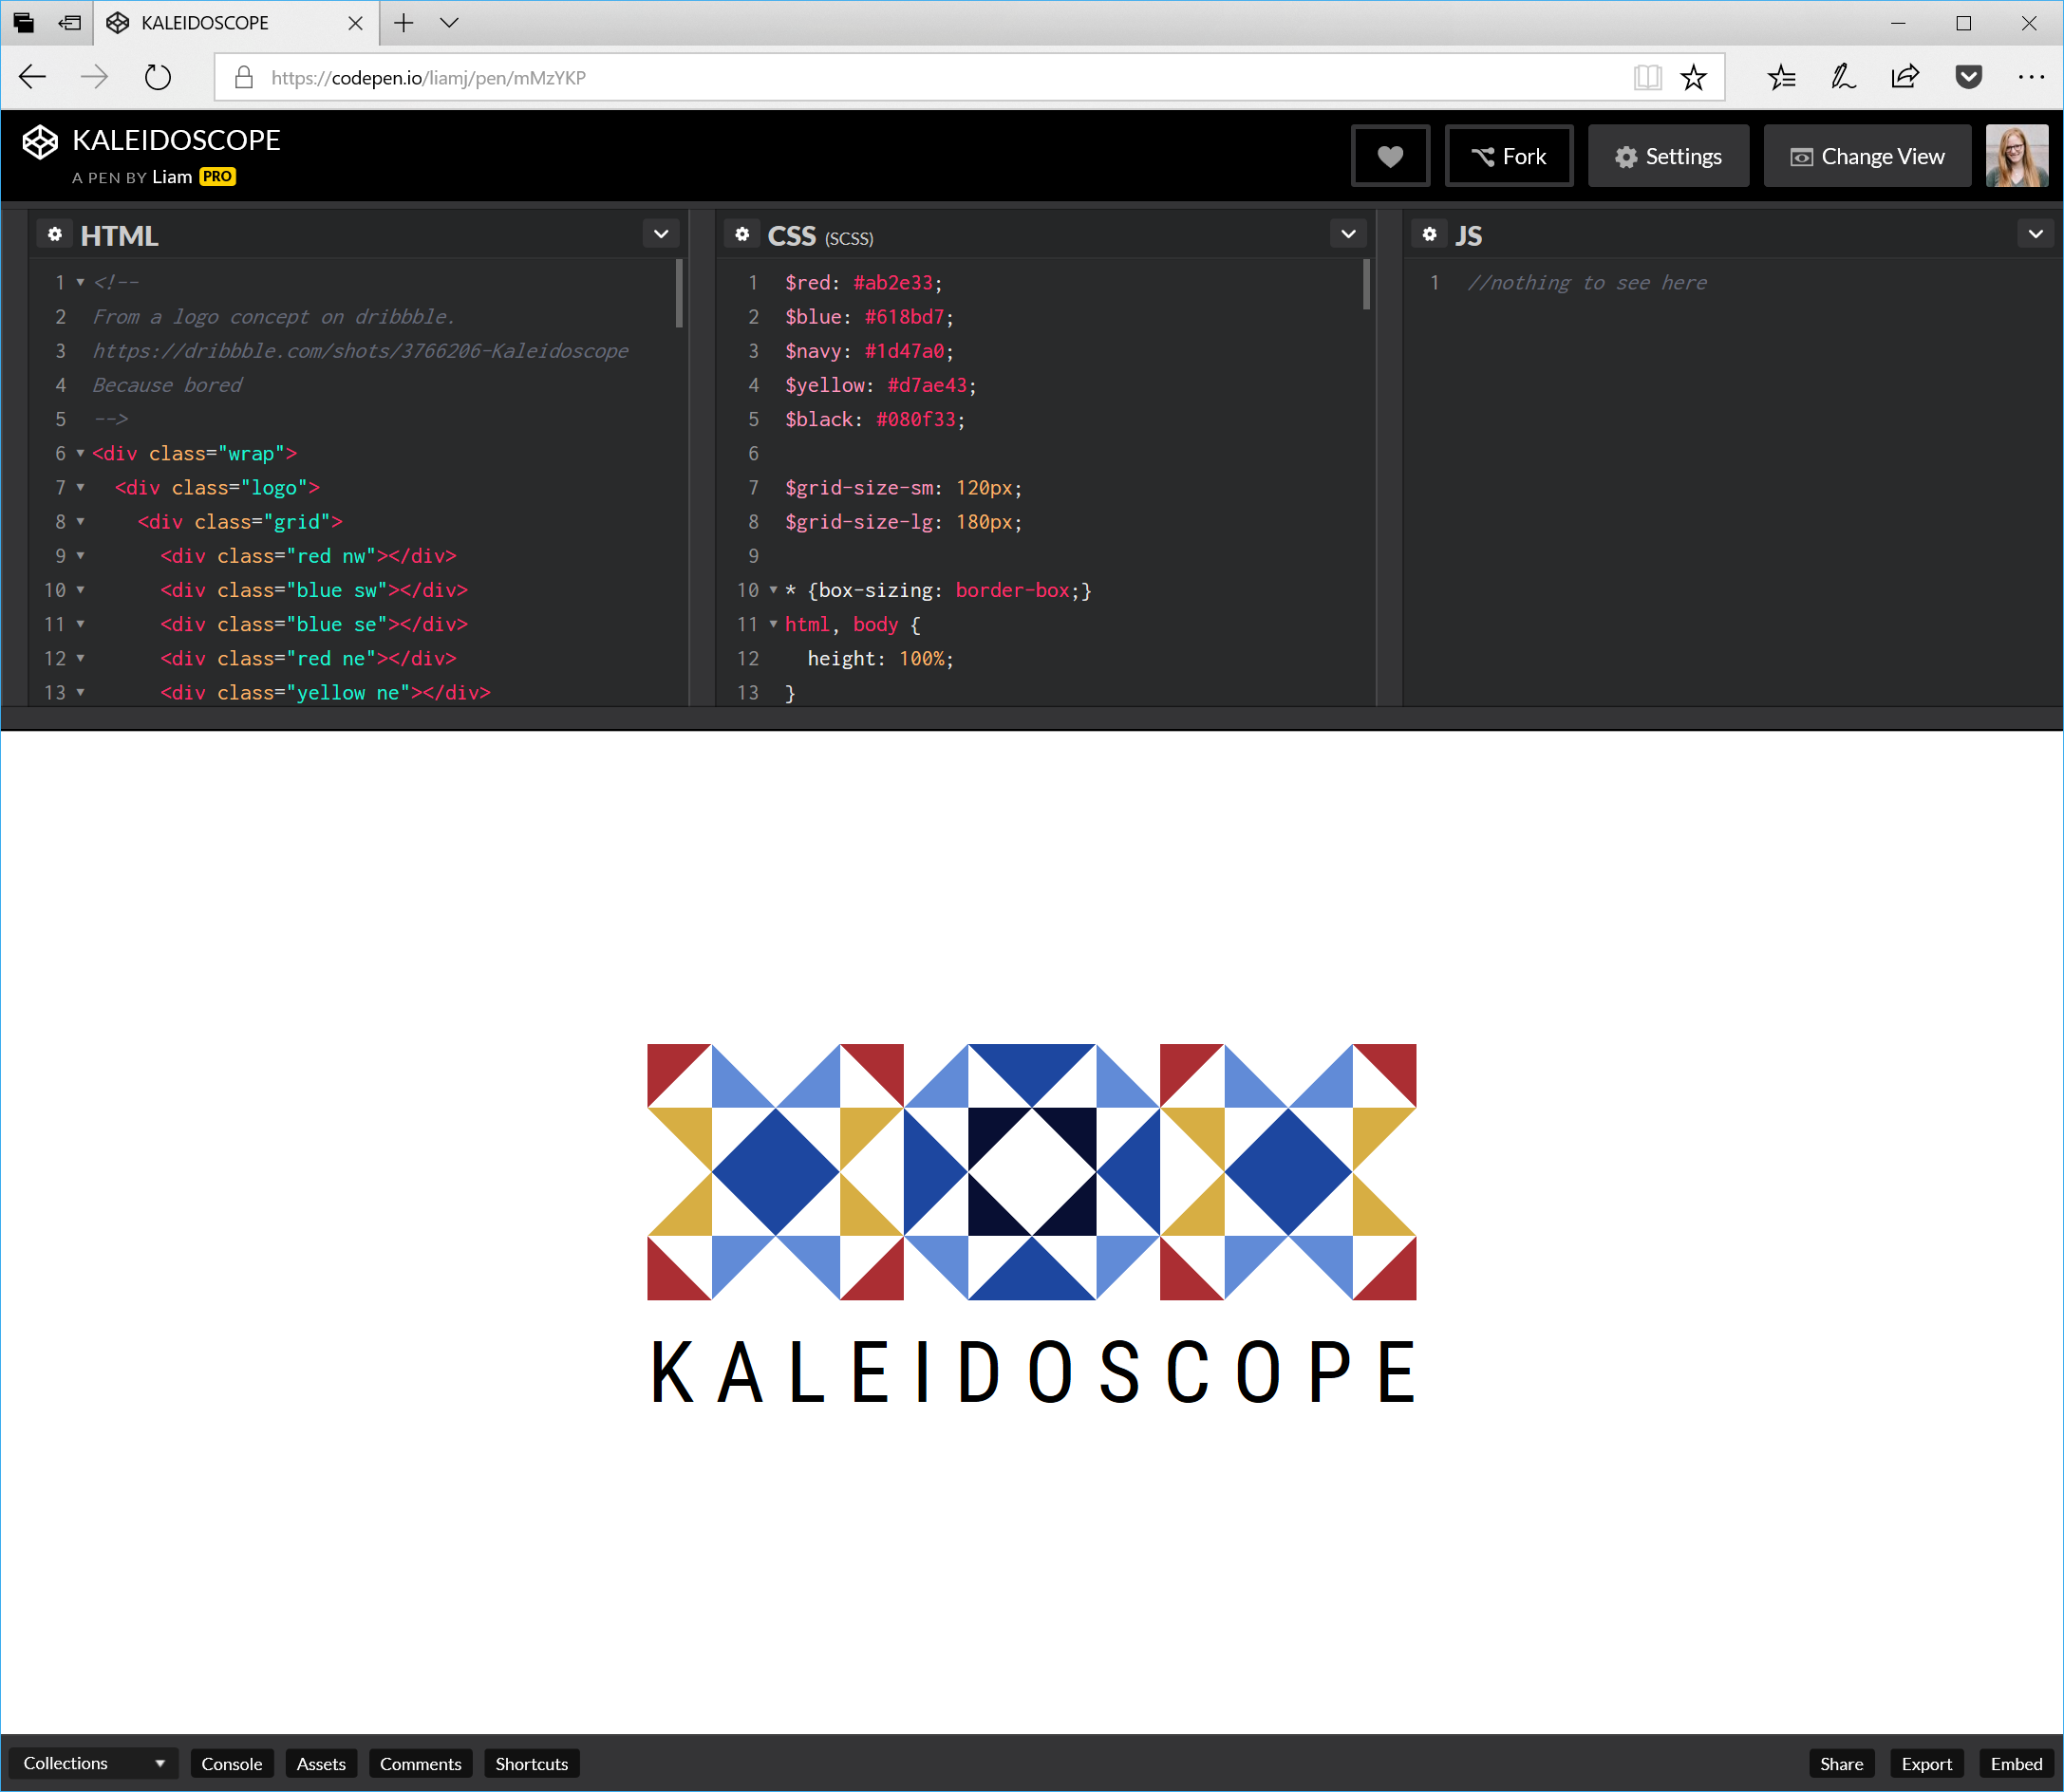 KALEIDOSCOPE
https://codepen.io/liamj/pen/mMzYKP
KALEIDOSCOPE
A PEN BY Liam PRO
Fork
Settings
Change View
HTML
1 <!--
2 From a logo concept on dribbble.
3 https://dribbble.com/shots/3766206-Kaleidoscope
4 Because bored
5 -->
6 <div class="wrap">
7 <div class="logo">
8 <div class="grid">
9 <div class="red nw"></div>
10 <div class="blue sw"></div>
11 <div class="blue se"></div>
12 <div class="red ne"></div>
13 <div class="yellow ne"></div>
CSS (SCSS)
1 $red: #ab2e33;
2 $blue: #618bd7;
3 $navy: #1d47a0;
4 $yellow: #d7ae43;
5 $black: #080f33;
6
7 $grid-size-sm: 120px;
8 $grid-size-lg: 180px;
9
10 * {box-sizing: border-box;}
11 html, body {
12 height: 100%;
13 }
JS
1 //nothing to see here
KALEIDOSCOPE
Collections
Console
Assets
Comments
Shortcuts
Share
Export
Embed